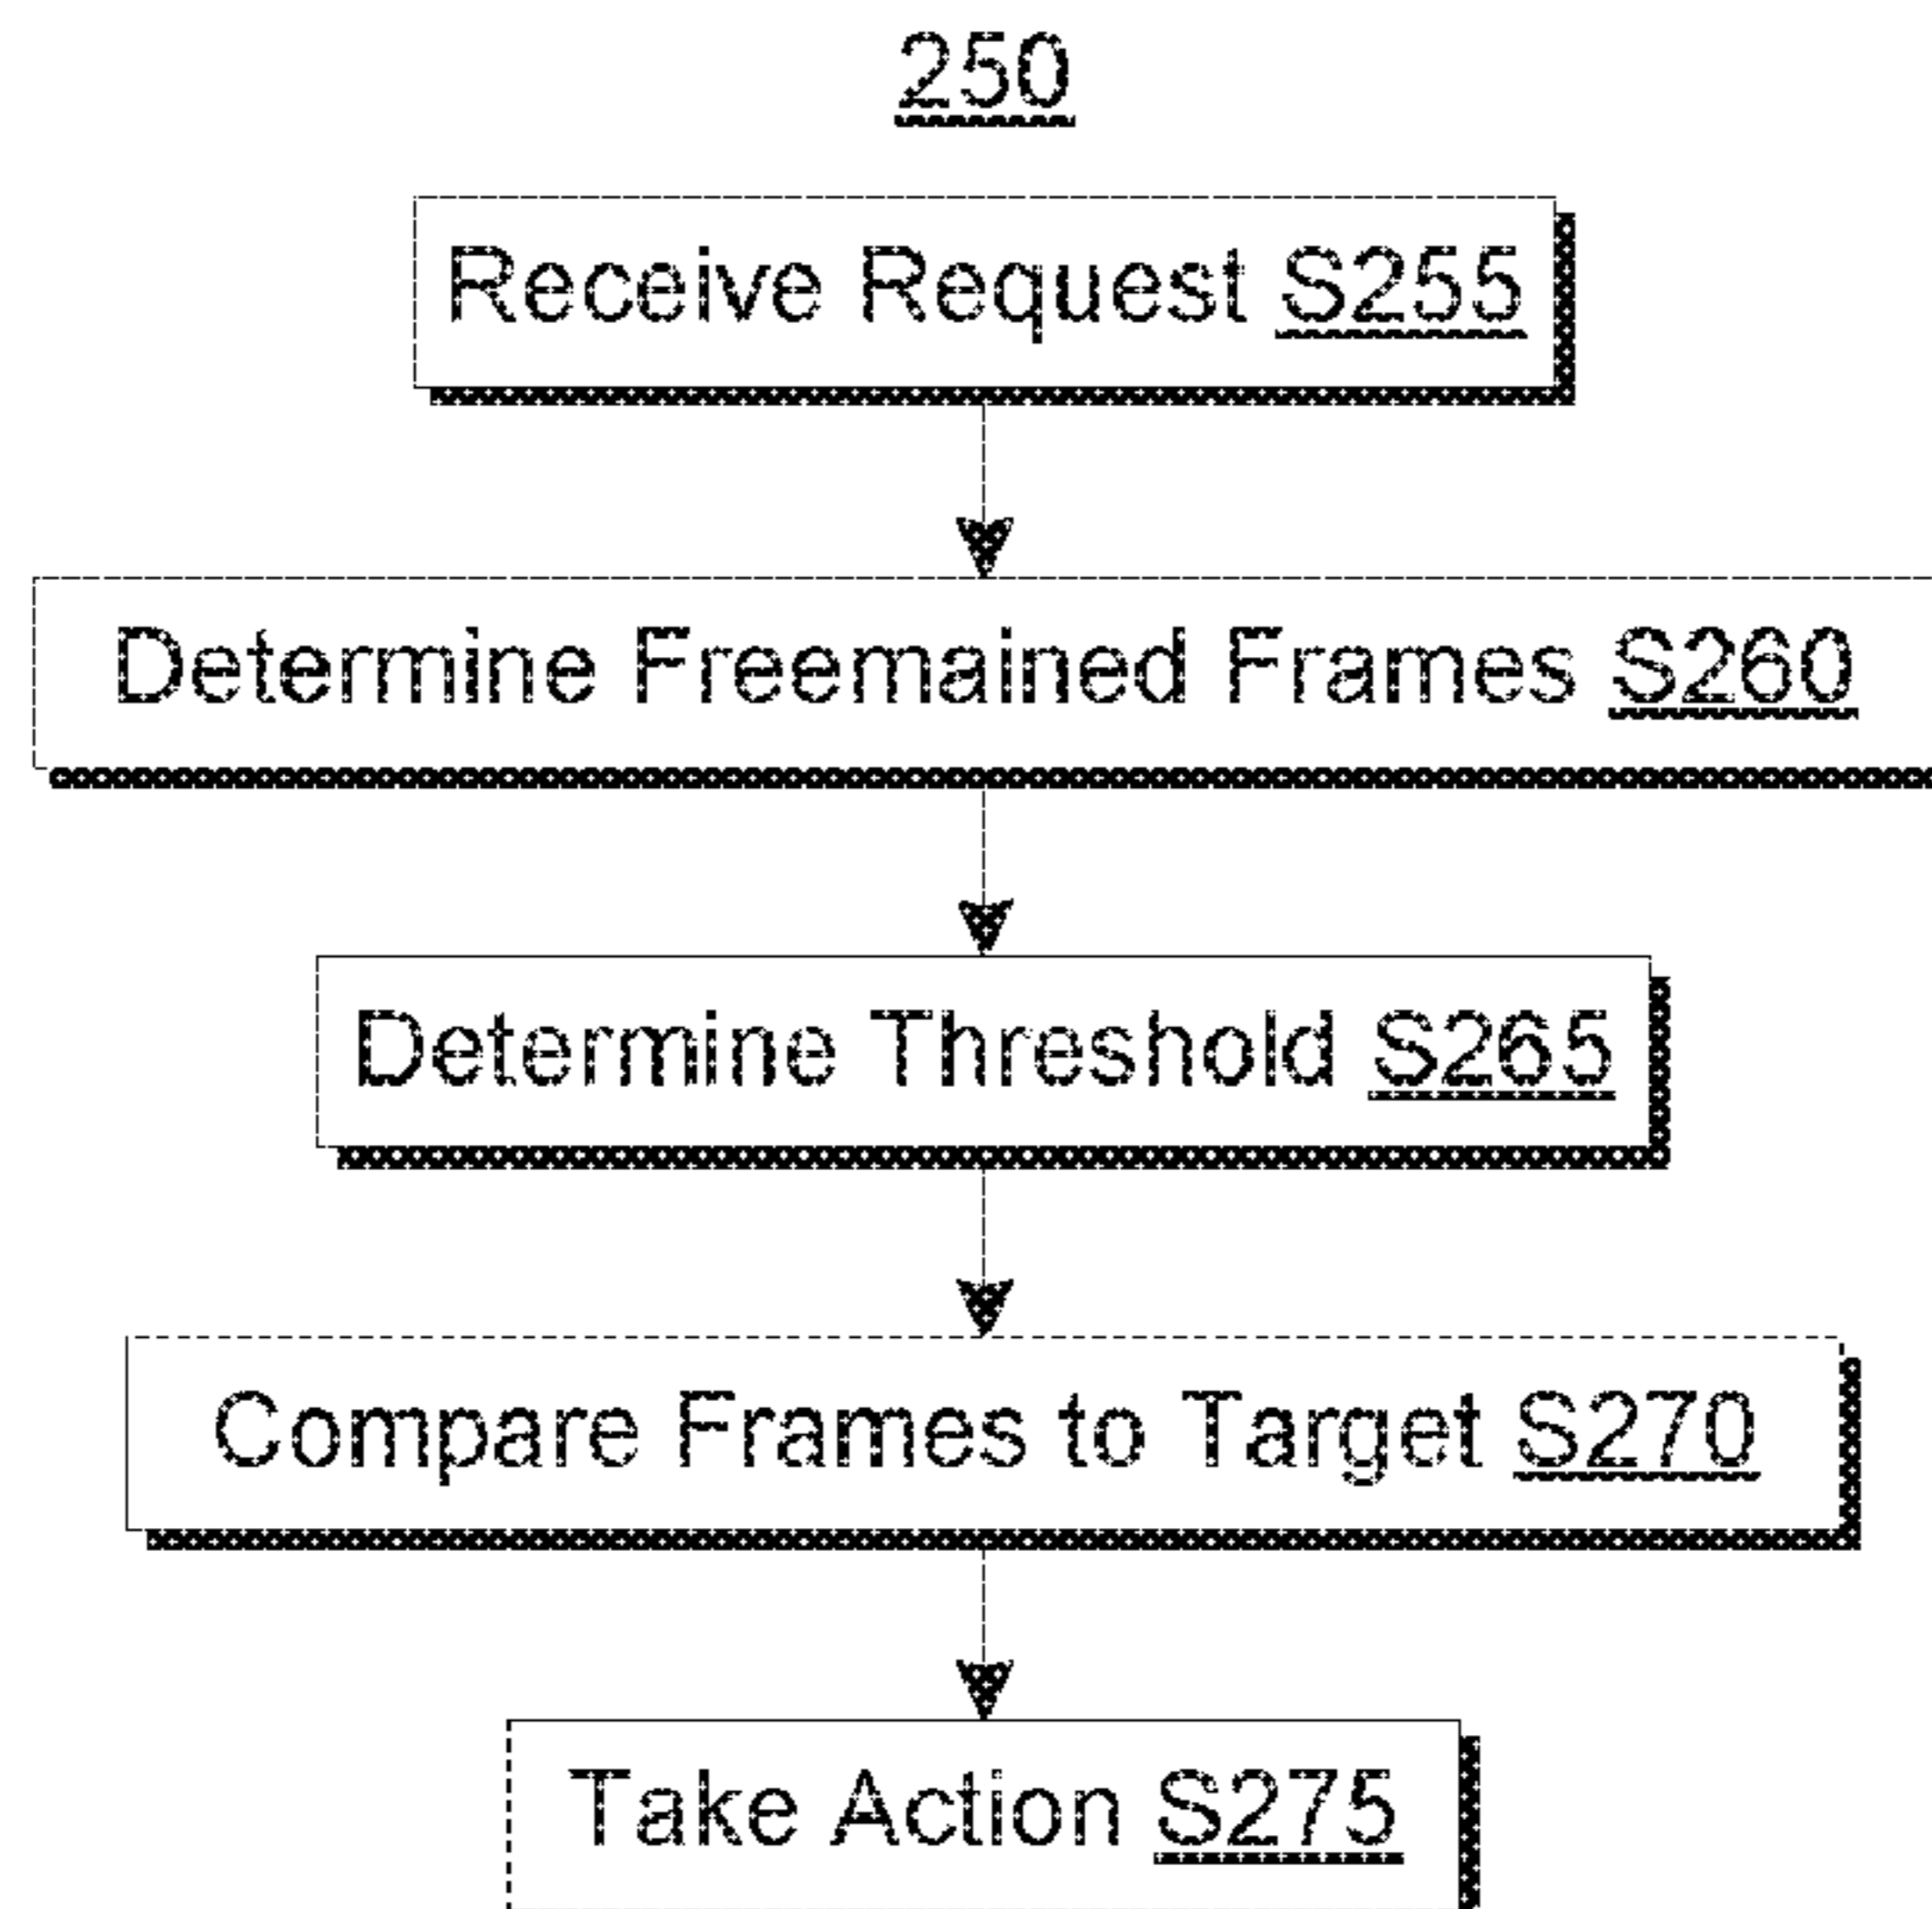 250
Receive Request S255
Determine Freemained Frames S260
Determine Threshold S265
Compare Frames to Target S270
Take Action S275